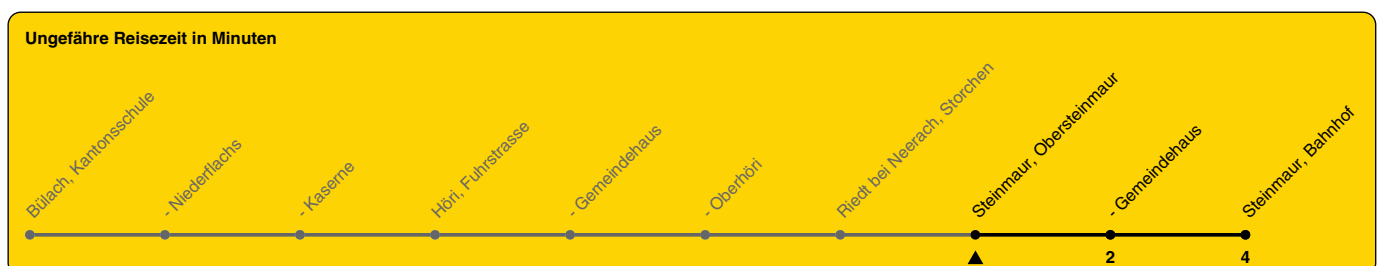 Ungefähre Reisezeit in Minuten
Bülach, Kantonsschule
- Niederflachs
- Kaserne
Höri, Fuhrstrasse
- Gemeindehaus
- Oberhöri
Riedt bei Neerach, Storchen
Steinmaur, Obersteinmaur
- Gemeindehaus
Steinmaur, Bahnhof
2
4